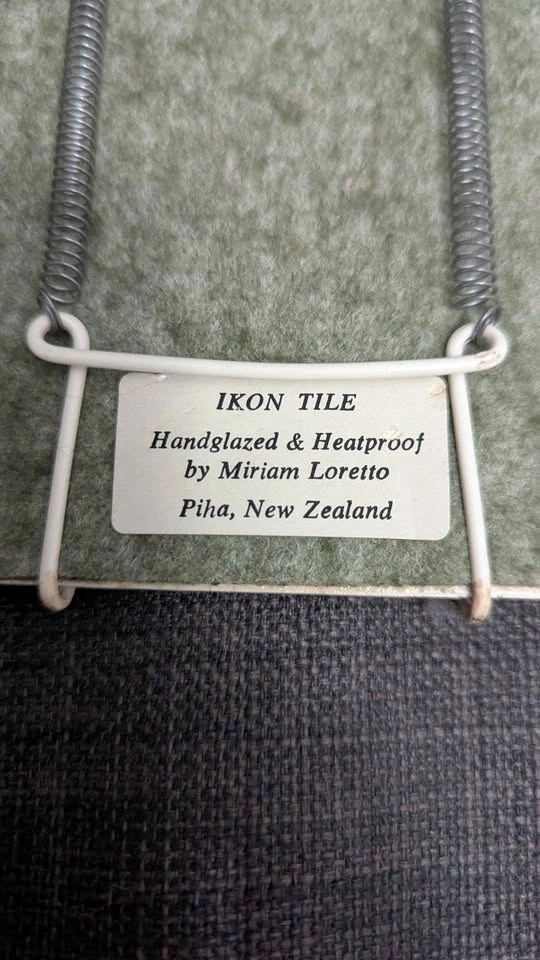 IKON TILE
Handglazed & Heatproof
by Miriam Loretto
Piha, New Zealand